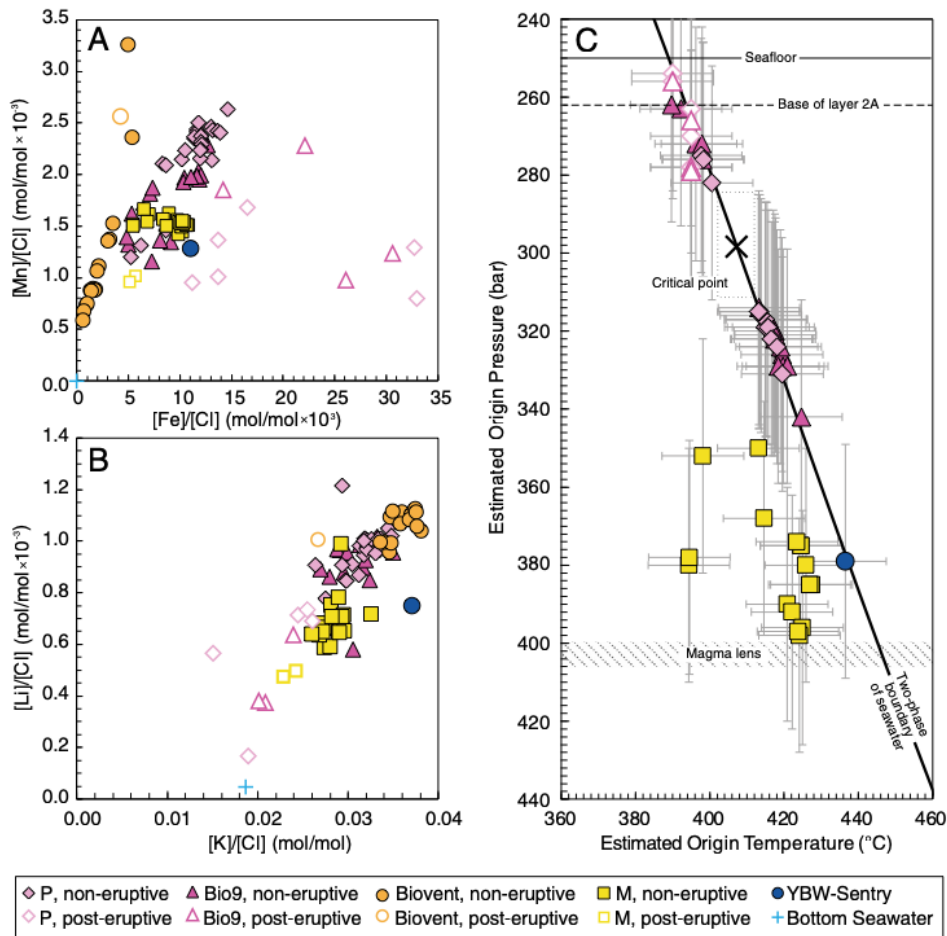 A
3.5
3.0
2.5
2.0
1.5
1.0
0.5
0.0
[Mn]/[Cl] (mol/mol×10⁻³)
5 10 15 20 25 30 35
[Fe]/[Cl] (mol/mol×10³)
B
1.4
1.2
1.0
0.8
0.6
0.4
0.2
0.0
[Li]/[Cl] (mol/mol×10⁻³)
0.00 0.01 0.02 0.03 0.04
[K]/[Cl] (mol/mol)
C
240
260
280
300
320
340
360
380
400
420
440
Estimated Origin Pressure (bar)
Seafloor
Base of layer 2A
Critical point
Magma lens
Two-phase
boundary
of seawater
360 380 400 420 440 460
Estimated Origin Temperature (°C)
P, non-eruptive Bio9, non-eruptive Biovent, non-eruptive M, non-eruptive YBW-Sentry
P, post-eruptive Bio9, post-eruptive Biovent, post-eruptive M, post-eruptive Bottom Seawater